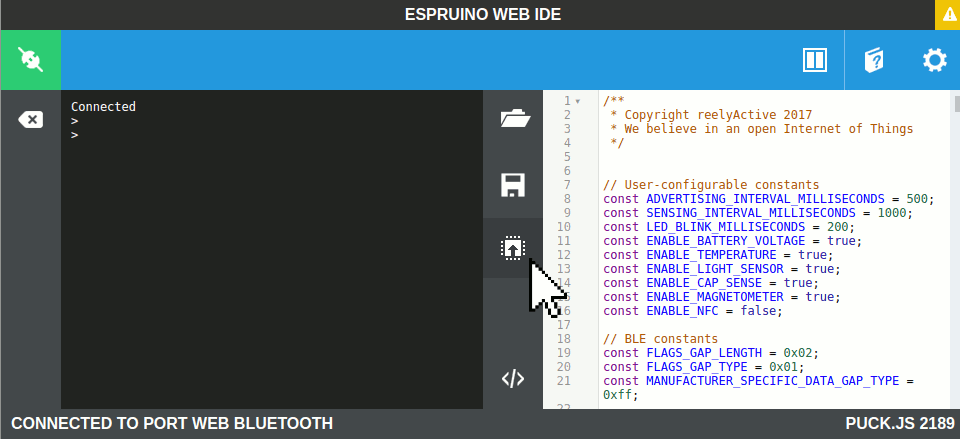 ESPRUINO WEB IDE
Connected
>
>
1 /**
2  * Copyright reelyActive 2017
3  * We believe in an open Internet of Things
4  */
5
6
7 // User-configurable constants
8 const ADVERTISING_INTERVAL_MILLISECONDS = 500;
9 const SENSING_INTERVAL_MILLISECONDS = 1000;
10 const LED_BLINK_MILLISECONDS = 200;
11 const ENABLE_BATTERY_VOLTAGE = true;
12 const ENABLE_TEMPERATURE = true;
13 const ENABLE_LIGHT_SENSOR = true;
14 const ENABLE_CAP_SENSE = true;
15 const ENABLE_MAGNETOMETER = true;
16 const ENABLE_NFC = false;
17
18 // BLE constants
19 const FLAGS_GAP_LENGTH = 0x02;
20 const FLAGS_GAP_TYPE = 0x01;
21 const MANUFACTURER_SPECIFIC_DATA_GAP_TYPE =
0xff;
22
CONNECTED TO PORT WEB BLUETOOTH
PUCK.JS 2189